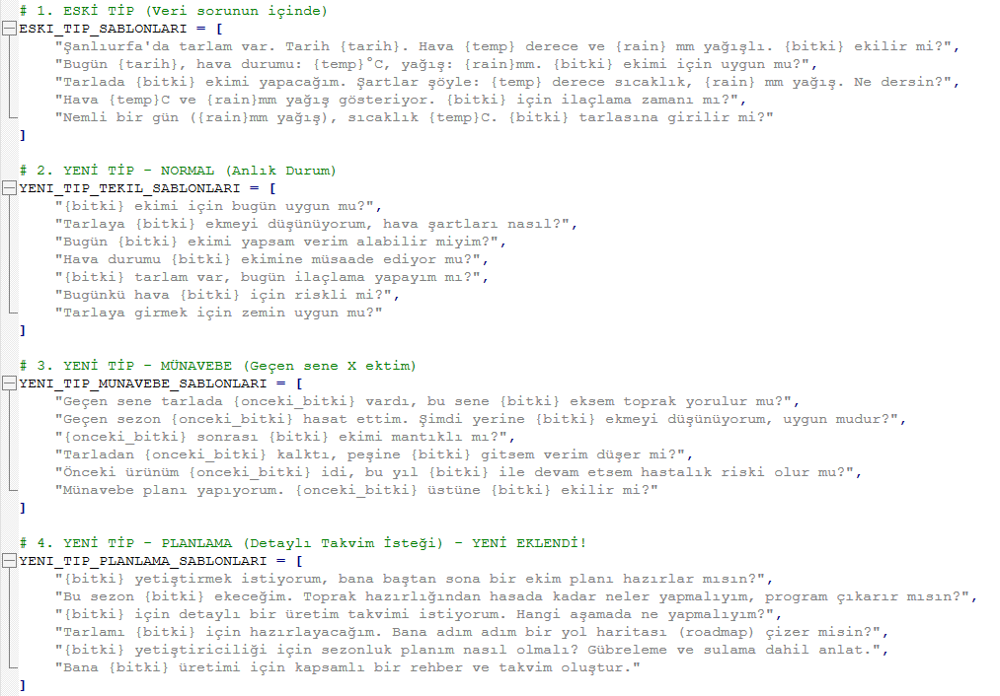 # 1. ESKİ TİP (Veri sorunun içinde)
ESKI_TIP_SABLONLARI = [
    "Şanlıurfa'da tarlam var. Tarih {tarih}. Hava {temp} derece ve {rain} mm yağışlı. {bitki} ekilir mi?",
    "Bugün {tarih}, hava durumu: {temp}°C, yağış: {rain}mm. {bitki} ekimi için uygun mu?",
    "Tarlada {bitki} ekimi yapacağım. Şartlar şöyle: {temp} derece sıcaklık, {rain} mm yağış. Ne dersin?",
    "Hava {temp}C ve {rain}mm yağış gösteriyor. {bitki} için ilaçlama zamanı mı?",
    "Nemli bir gün ({rain}mm yağış), sıcaklık {temp}C. {bitki} tarlasına girilir mi?"
]
# 2. YENİ TİP - NORMAL (Anlık Durum)
YENI_TIP_TEKIL_SABLONLARI = [
    "{bitki} ekimi için bugün uygun mu?",
    "Tarlaya {bitki} ekmeyi düşünüyorum, hava şartları nasıl?",
    "Bugün {bitki} ekimi yapsam verim alabilir miyim?",
    "Hava durumu {bitki} ekimine müsaade ediyor mu?",
    "{bitki} tarlam var, bugün ilaçlama yapayım mı?",
    "Bugünkü hava {bitki} için riskli mi?",
    "Tarlaya girmek için zemin uygun mu?"
]
# 3. YENİ TİP - MÜNAVEBE (Geçen sene X ektim)
YENI_TIP_MUNAVEBE_SABLONLARI = [
    "Geçen sene tarlada {onceki_bitki} vardı, bu sene {bitki} eksem toprak yorulur mu?",
    "Geçen sezon {onceki_bitki} hasat ettim. Şimdi yerine {bitki} ekmeyi düşünüyorum, uygun mudur?",
    "{onceki_bitki} sonrası {bitki} ekimi mantıklı mı?",
    "Tarladan {onceki_bitki} kalktı, peşine {bitki} gitsem verim düşer mi?",
    "Önceki ürünüm {onceki_bitki} idi, bu yıl {bitki} ile devam etsem hastalık riski olur mu?",
    "Münavebe planı yapıyorum. {onceki_bitki} üstüne {bitki} ekilir mi?"
]
# 4. YENİ TİP - PLANLAMA (Detaylı Takvim İsteği) - YENİ EKLENDİ!
YENI_TIP_PLANLAMA_SABLONLARI = [
    "{bitki} yetiştirmek istiyorum, bana baştan sona bir ekim planı hazırlar mısın?",
    "Bu sezon {bitki} ekeceğim. Toprak hazırlığından hasada kadar neler yapmalıyım, program çıkarır mısın?",
    "{bitki} için detaylı bir üretim takvimi istiyorum. Hangi aşamada ne yapmalıyım?",
    "Tarlamı {bitki} için hazırlayacağım. Bana adım adım bir yol haritası (roadmap) çizer misin?",
    "{bitki} yetiştiriciliği için sezonluk planım nasıl olmalı? Gübreleme ve sulama dahil anlat.",
    "Bana {bitki} üretimi için kapsamlı bir rehber ve takvim oluştur."
]